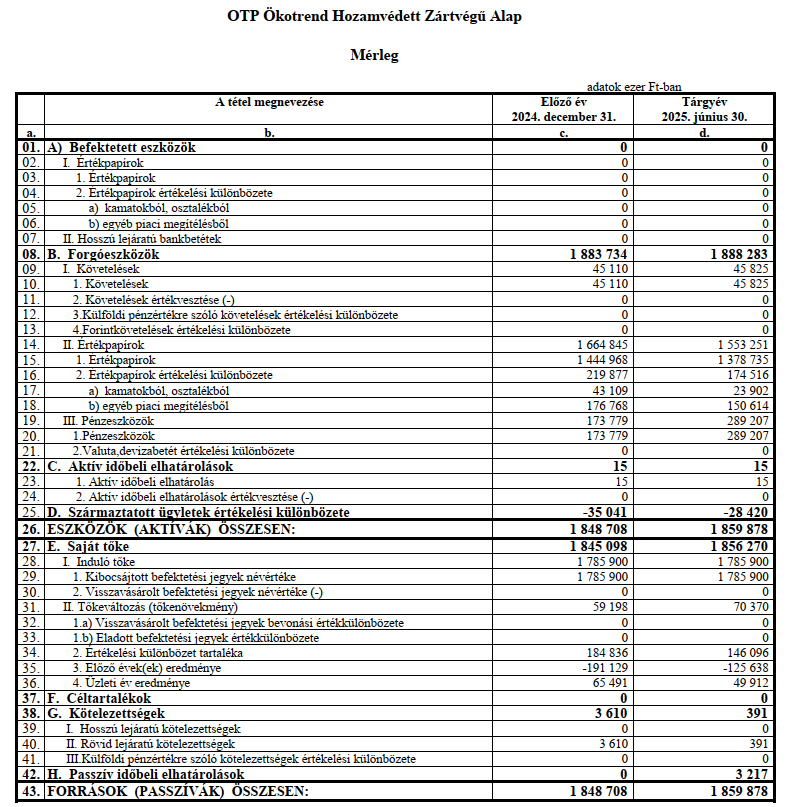 OTP Ökotrend Hozamvédett Zártvégű Alap
Mérleg
adatok ezer Ft-ban
A tétel megnevezése Előző év Tárgyév
2024. december 31. 2025. június 30.
a. b. c. d.
01. A) Befektetett eszközök 0 0
02. I. Értékpapírok 0 0
03. 1. Értékpapírok 0 0
04. 2. Értékpapírok értékelési különbözete 0 0
05. a) kamatokból, osztalékból 0 0
06. b) egyéb piaci megítélésből 0 0
07. II. Hosszú lejáratú bankbetétek 0 0
08. B. Forgóeszközök 1 883 734 1 888 283
09. I. Követelések 45 110 45 825
10. 1. Követelések 45 110 45 825
11. 2. Követelések értékvesztése (-) 0 0
12. 3.Külföldi pénzértékre szóló követelések értékelési különbözete 0 0
13. 4.Forintkövetelések értékelési különbözete 0 0
14. II. Értékpapírok 1 664 845 1 553 251
15. 1. Értékpapírok 1 444 968 1 378 735
16. 2. Értékpapírok értékelési különbözete 219 877 174 516
17. a) kamatokból, osztalékból 43 109 23 902
18. b) egyéb piaci megítélésből 176 768 150 614
19. III. Pénzeszközök 173 779 289 207
20. 1.Pénzeszközök 173 779 289 207
21. 2.Valuta,devizabetét értékelési különbözete 0 0
22. C. Aktív időbeli elhatárolások 15 15
23. 1. Aktív időbeli elhatárolás 15 15
24. 2. Aktív időbeli elhatárolások értékvesztése (-) 0 0
25. D. Származtatott ügyletek értékelési különbözete -35 041 -28 420
26. ESZKÖZÖK (AKTÍVÁK) ÖSSZESEN: 1 848 708 1 859 878
27. E. Saját tőke 1 845 098 1 856 270
28. I. Induló tőke 1 785 900 1 785 900
29. 1. Kibocsájtott befektetési jegyek névértéke 1 785 900 1 785 900
30. 2. Visszavásárolt befektetési jegyek névértéke (-) 0 0
31. II. Tőkeváltozás (tőkenövekmény) 59 198 70 370
32. 1.a) Visszavásárolt befektetési jegyek bevonási értékkülönbözete 0 0
33. 1.b) Eladott befektetési jegyek értékkülönbözete 0 0
34. 2. Értékelési különbözet tartaléka 184 836 146 096
35. 3. Előző évek(ek) eredménye -191 129 -125 638
36. 4. Üzleti év eredménye 65 491 49 912
37. F. Céltartalékok 0 0
38. G. Kötelezettségek 3 610 391
39. I. Hosszú lejáratú kötelezettségek 0 0
40. II. Rövid lejáratú kötelezettségek 3 610 391
41. III.Külföldi pénzértékre szóló kötelezettségek értékelési különbözete 0 0
42. H. Passzív időbeli elhatárolások 0 3 217
43. FORRÁSOK (PASSZÍVÁK) ÖSSZESEN: 1 848 708 1 859 878